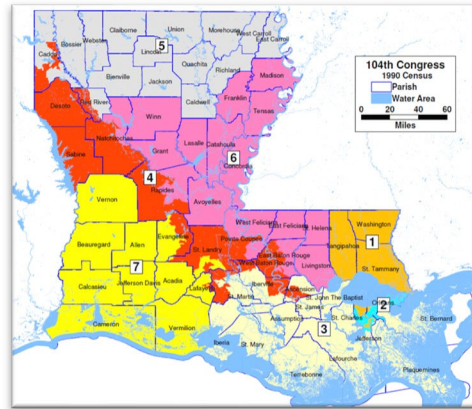 104th Congress
1990 Census
Parish
Water Area
0 20 40 60
Miles
Claiborne
Union
Morehouse
West Carroll
East Carroll
Bossier
Webster
Lincoln
5
Caddo
Ouachita
Richland
Madison
Bienville
Jackson
Franklin
Desoto
Red River
Caldwell
Tensas
Winn
Natchitoches
Lasalle
Catahoula
Sabine
Grant
6
Concordia
4
Rapides
Vernon
Avoyelles
West Feliciana
East Feliciana
St. Helena
Washington
Beauregard
Allen
Evangeline
St. Landry
Pointe Coupee
1
Tangipahoa
East Baton Rouge
West Baton Rouge
Livingston
St. Tammany
7
Calcasieu
Jefferson Davis
Acadia
Lafayette
St. Martin
Iberville
Ascension
St. John The Baptist
Orleans
St. James
2
Cameron
Vermilion
Iberia
Assumption
3
St. Charles
St. Bernard
Jefferson
St. Mary
Lafourche
Terrebonne
Plaquemines